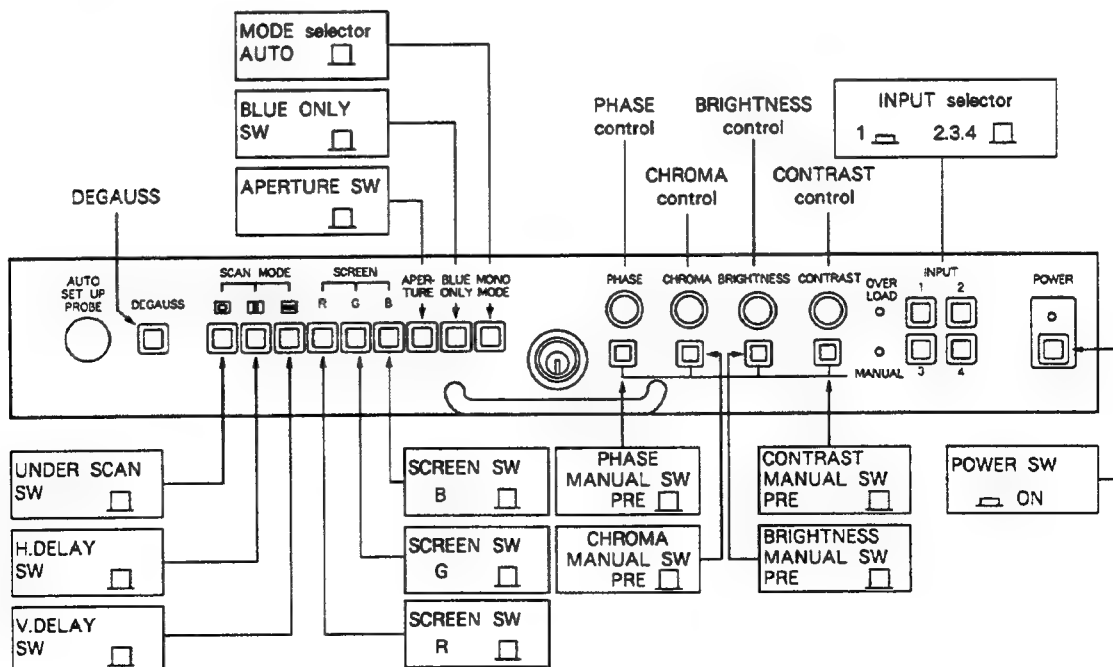 MODE selector
AUTO
BLUE ONLY
SW
APERTURE SW
DEGAUSS
PHASE
control
BRIGHTNESS
control
CHROMA
control
CONTRAST
control
INPUT selector
1 2.3.4
AUTO
SET UP
PROBE
DEGAUSS
SCAN MODE
SCREEN
R G B
APER-
TURE
BLUE
ONLY
MONO
MODE
PHASE
CHROMA
BRIGHTNESS
CONTRAST
OVER
LOAD
MANUAL
INPUT
1 2
3 4
POWER
UNDER SCAN
SW
H.DELAY
SW
V.DELAY
SW
SCREEN SW
B
SCREEN SW
G
SCREEN SW
R
PHASE
MANUAL SW
PRE
CHROMA
MANUAL SW
PRE
CONTRAST
MANUAL SW
PRE
BRIGHTNESS
MANUAL SW
PRE
POWER SW
ON